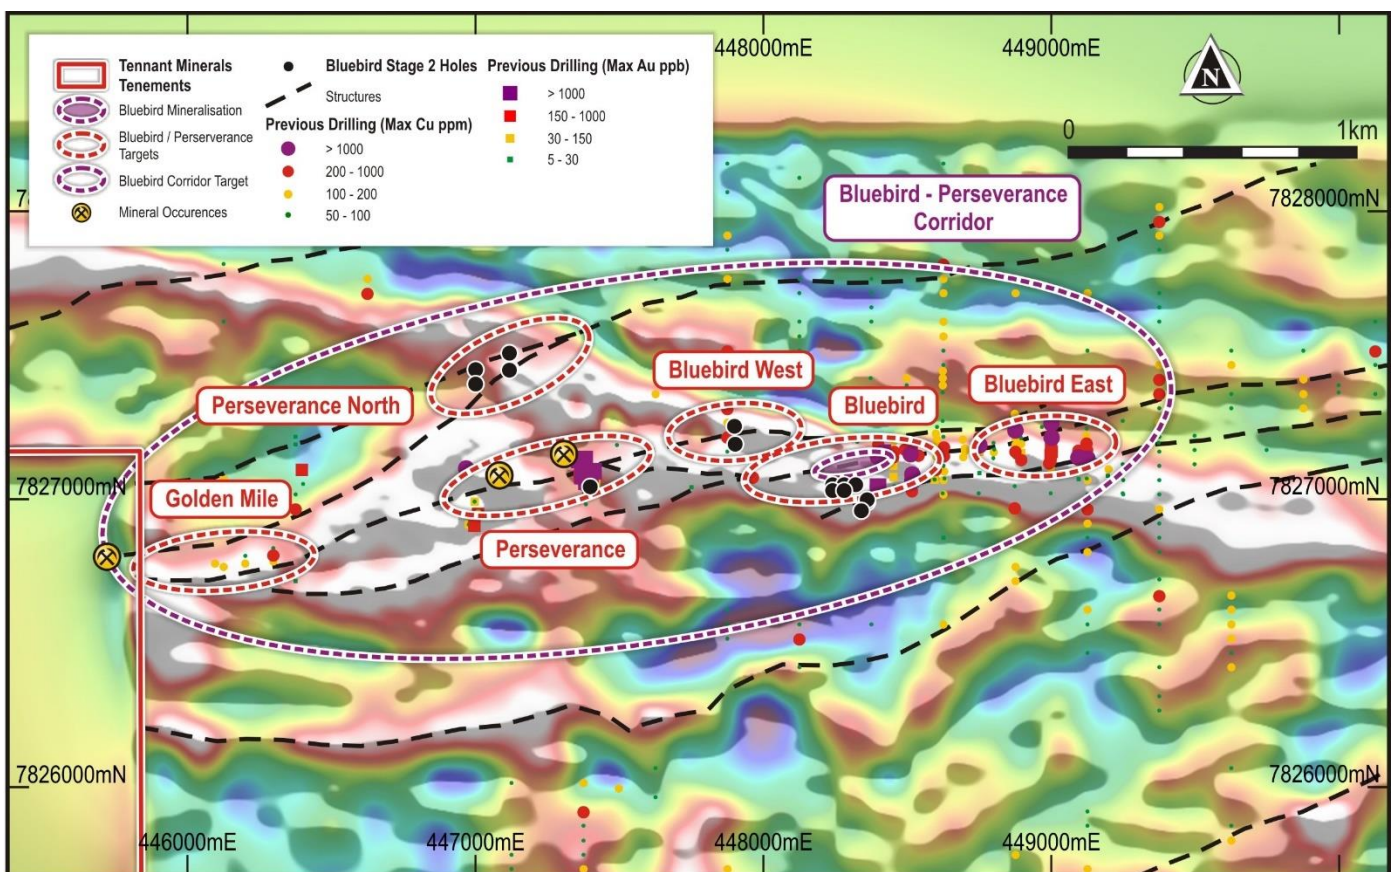 448000mE
449000mE
N
0
1km
Tennant Minerals
Tenements
Bluebird Mineralisation
Bluebird / Perserverance
Targets
Bluebird Corridor Target
Mineral Occurences
Bluebird Stage 2 Holes
Structures
Previous Drilling (Max Cu ppm)
> 1000
200 - 1000
100 - 200
50 - 100
Previous Drilling (Max Au ppb)
> 1000
150 - 1000
30 - 150
5 - 30
7828000mN
Bluebird - Perseverance
Corridor
7828000mN
Perseverance North
Bluebird West
Bluebird
Bluebird East
7827000mN
Golden Mile
Perseverance
7827000mN
7826000mN
7826000mN
446000mE
447000mE
448000mE
449000mE